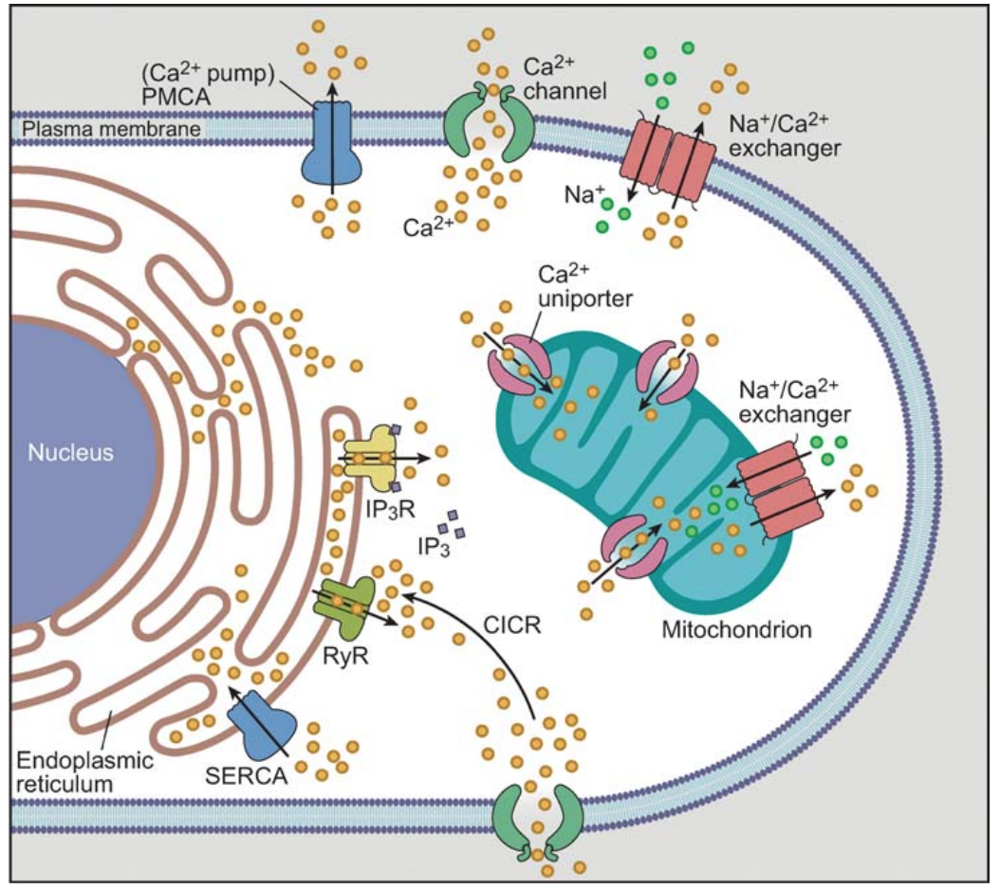 (Ca²⁺ pump)
PMCA
Ca²⁺
channel
Plasma membrane
Na⁺/Ca²⁺
exchanger
Na⁺
Ca²⁺
Ca²⁺
uniporter
Na⁺/Ca²⁺
exchanger
Nucleus
IP₃R
IP₃
CICR
Mitochondrion
RyR
Endoplasmic
reticulum
SERCA